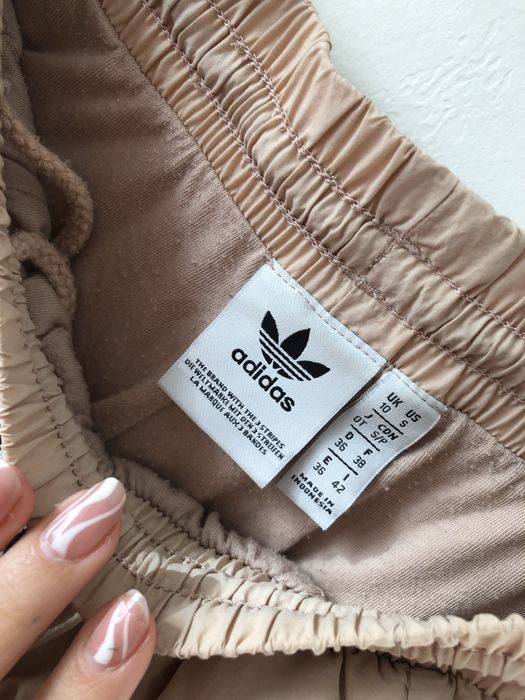 adidas
THE BRAND WITH THE 3 STRIPES
DIE WELTMARKE MIT DEN 3 STREIFEN
LA MARQUE AUX 3 BANDES
UK US
10 S
J CDN
OT S/P
D F
36 38
E I
36 42
MADE IN
INDONESIA